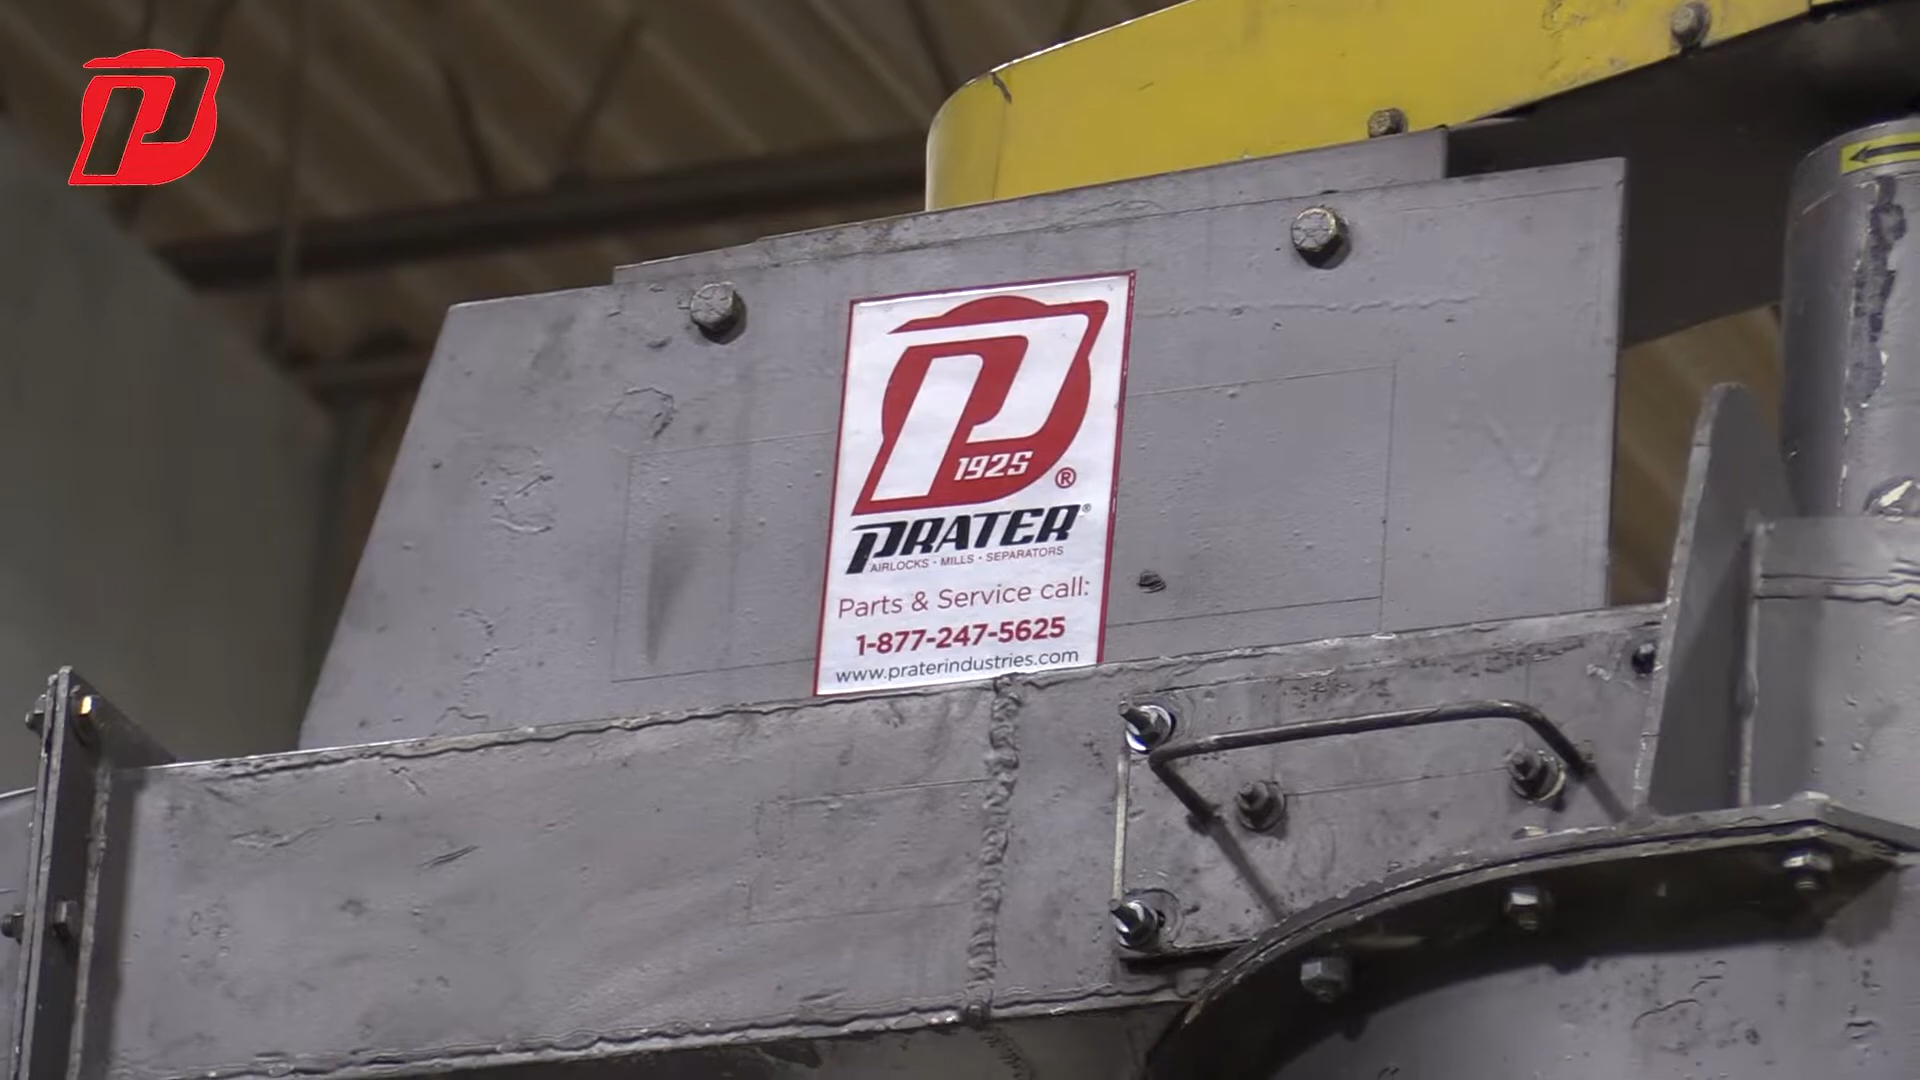 1925
®
PRATER®
AIRLOCKS · MILLS · SEPARATORS
Parts & Service call:
1-877-247-5625
www.praterindustries.com